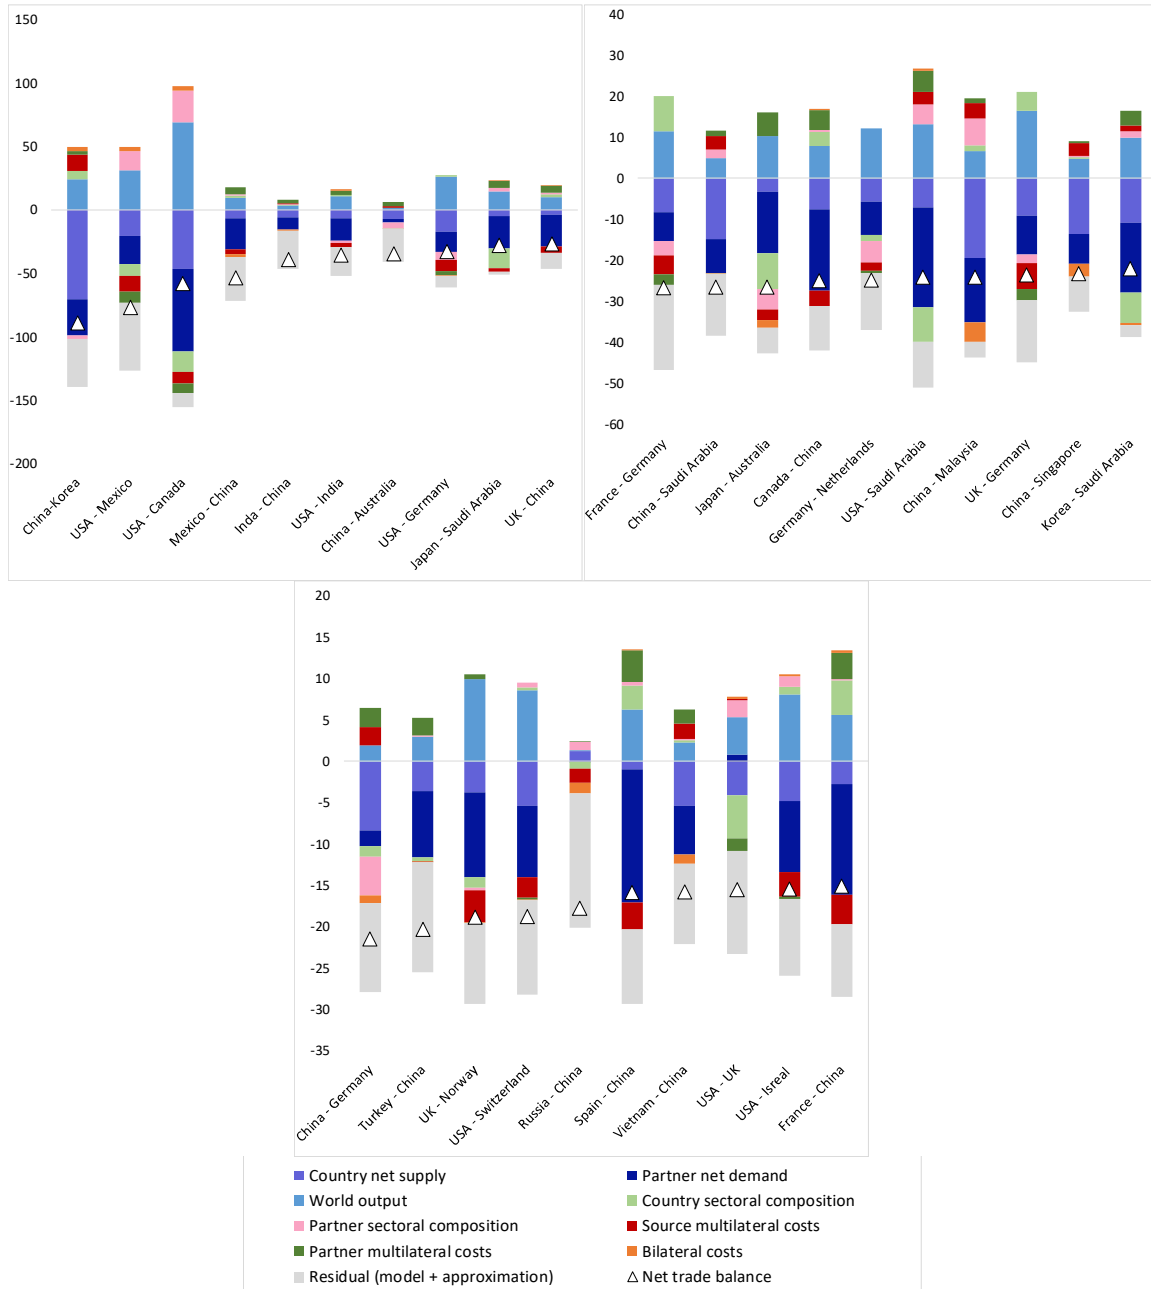 150
100
50
0
-50
-100
-150
-200
China-Korea
USA - Mexico
USA - Canada
Mexico - China
Inda - China
USA - India
China - Australia
USA - Germany
Japan - Saudi Arabia
UK - China
40
30
20
10
0
-10
-20
-30
-40
-50
-60
France - Germany
China - Saudi Arabia
Japan - Australia
Canada - China
Germany - Netherlands
USA - Saudi Arabia
China - Malaysia
UK - Germany
China - Singapore
Korea - Saudi Arabia
20
15
10
5
0
-5
-10
-15
-20
-25
-30
-35
China - Germany
Turkey - China
UK - Norway
USA - Switzerland
Russia - China
Spain - China
Vietnam - China
USA - UK
USA - Isreal
France - China
Country net supply
Partner net demand
World output
Country sectoral composition
Partner sectoral composition
Source multilateral costs
Partner multilateral costs
Bilateral costs
Residual (model + approximation)
Net trade balance